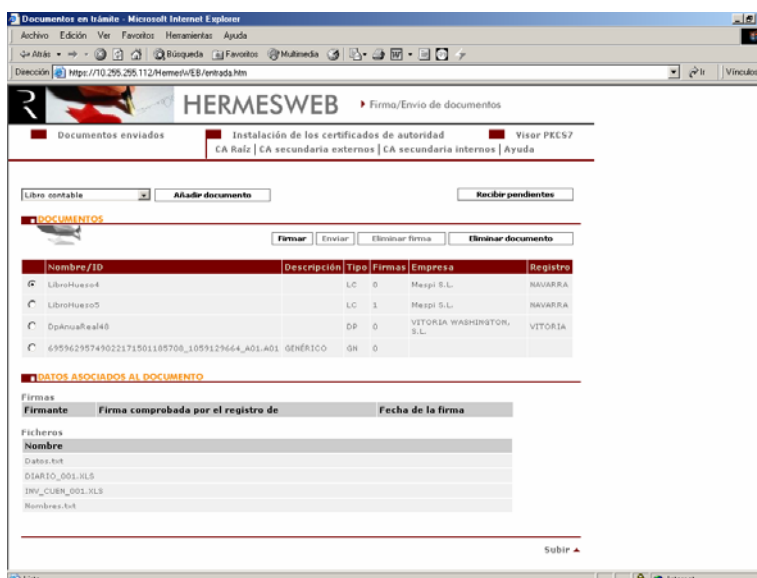 Documentos en trámite - Microsoft Internet Explorer
Archivo Edición Ver Favoritos Herramientas Ayuda
Atrás Búsqueda Favoritos Multimedia
Dirección https://10.255.255.112/HermesWEB/entrada.htm Ir Vínculos
HERMESWEB Firma/Envio de documentos
Documentos enviados Instalación de los certificados de autoridad Visor PKCS7
CA Raíz | CA secundaria externos | CA secundaria internos | Ayuda
Libro contable Añadir documento Recibir pendientes
DOCUMENTOS
Firmar Enviar Eliminar firma Eliminar documento
Nombre/ID Descripción Tipo Firmas Empresa Registro
LibroHueso4 LC 0 Mespi S.L. NAVARRA
LibroHueso5 LC 1 Mespi S.L. NAVARRA
DpAnuaReal48 DP 0 VITORIA WASHINGTON, S.L. VITORIA
69596295749022171501185708_1059129664_A01.A01 GENÉRICO GN 0
DATOS ASOCIADOS AL DOCUMENTO
Firmas
Firmante Firma comprobada por el registro de Fecha de la firma
Ficheros
Nombre
Datos.txt
DIARIO_001.XLS
INV_CUEN_001.XLS
Nombres.txt
Subir